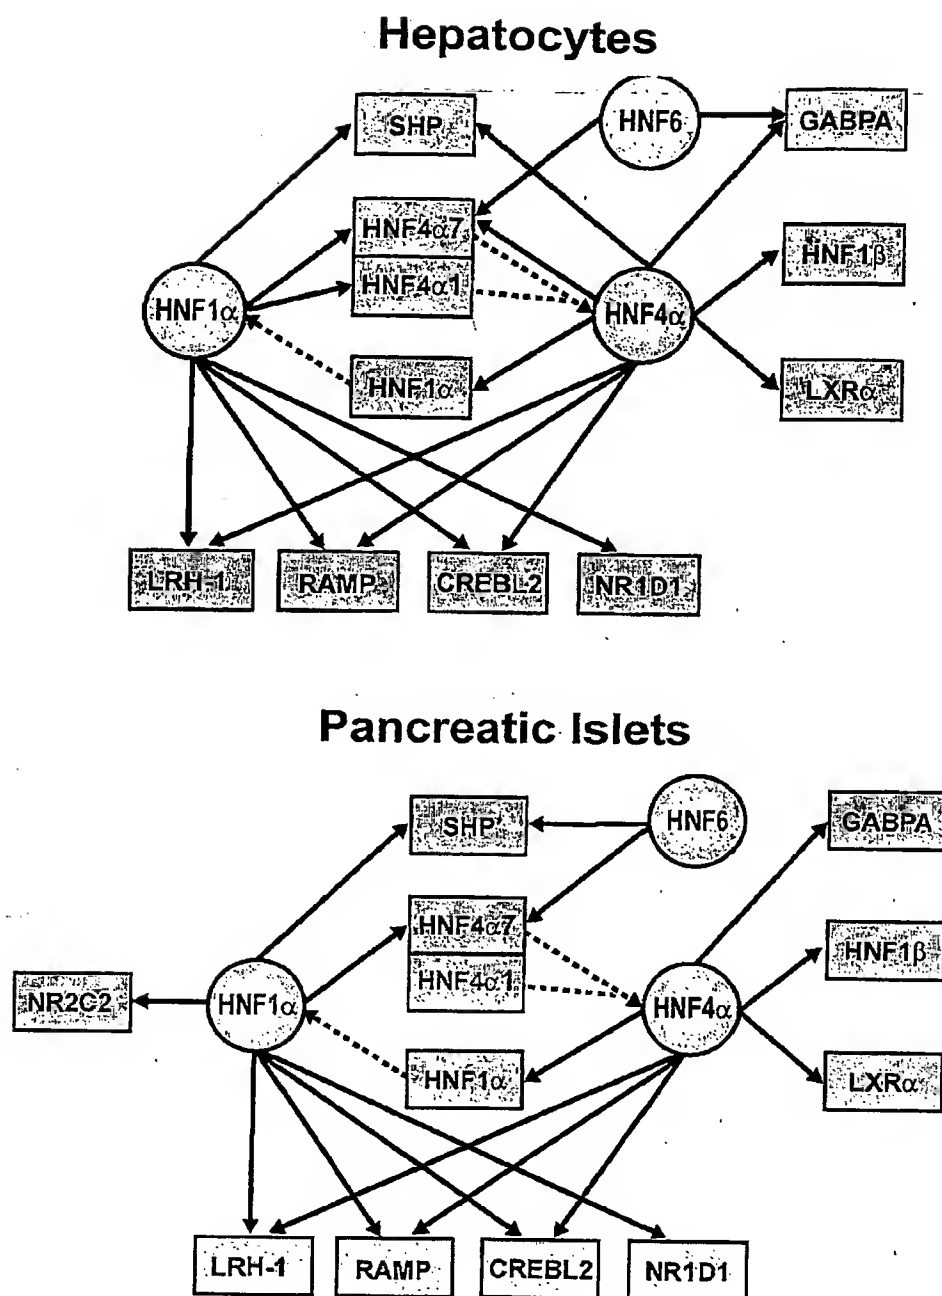 Hepatocytes
SHP
HNF6
GABPA
HNF4α7
HNF1β
HNF4α1
HNF1α
HNF4α
HNF1α
LXRα
LRH-1
RAMP
CREBL2
NR1D1
Pancreatic Islets
SHP
HNF6
GABPA
HNF4α7
HNF1β
HNF4α1
NR2C2
HNF1α
HNF4α
HNF1α
LXRα
LRH-1
RAMP
CREBL2
NR1D1